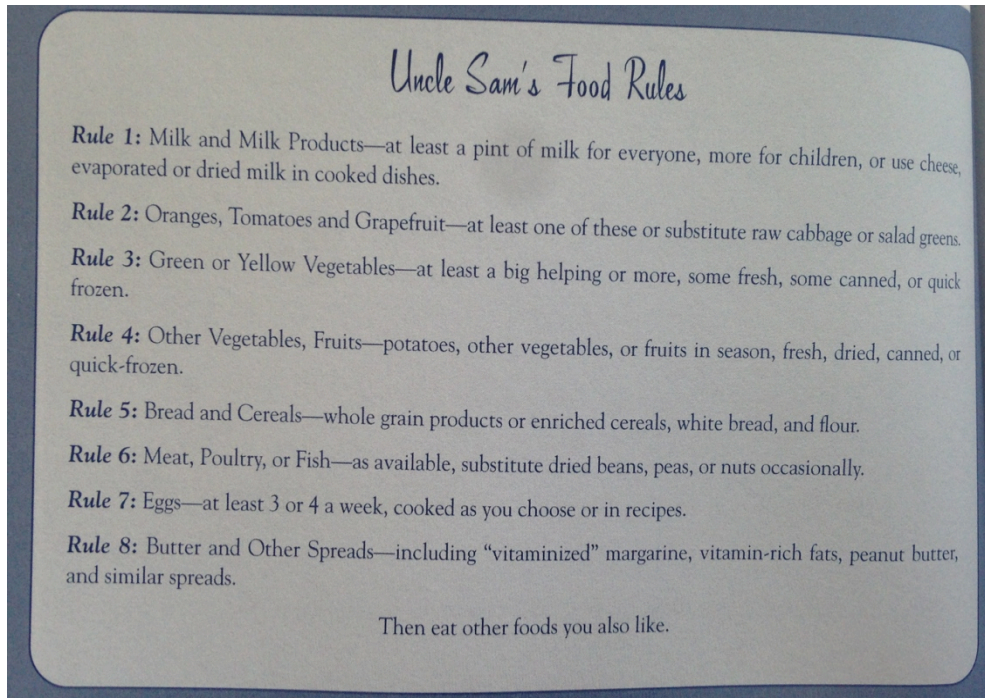 Uncle Sam's Food Rules
Rule 1: Milk and Milk Products—at least a pint of milk for everyone, more for children, or use cheese,
evaporated or dried milk in cooked dishes.
Rule 2: Oranges, Tomatoes and Grapefruit—at least one of these or substitute raw cabbage or salad greens.
Rule 3: Green or Yellow Vegetables—at least a big helping or more, some fresh, some canned, or quick
frozen.
Rule 4: Other Vegetables, Fruits—potatoes, other vegetables, or fruits in season, fresh, dried, canned, or
quick-frozen.
Rule 5: Bread and Cereals—whole grain products or enriched cereals, white bread, and flour.
Rule 6: Meat, Poultry, or Fish—as available, substitute dried beans, peas, or nuts occasionally.
Rule 7: Eggs—at least 3 or 4 a week, cooked as you choose or in recipes.
Rule 8: Butter and Other Spreads—including “vitaminized” margarine, vitamin-rich fats, peanut butter,
and similar spreads.
Then eat other foods you also like.